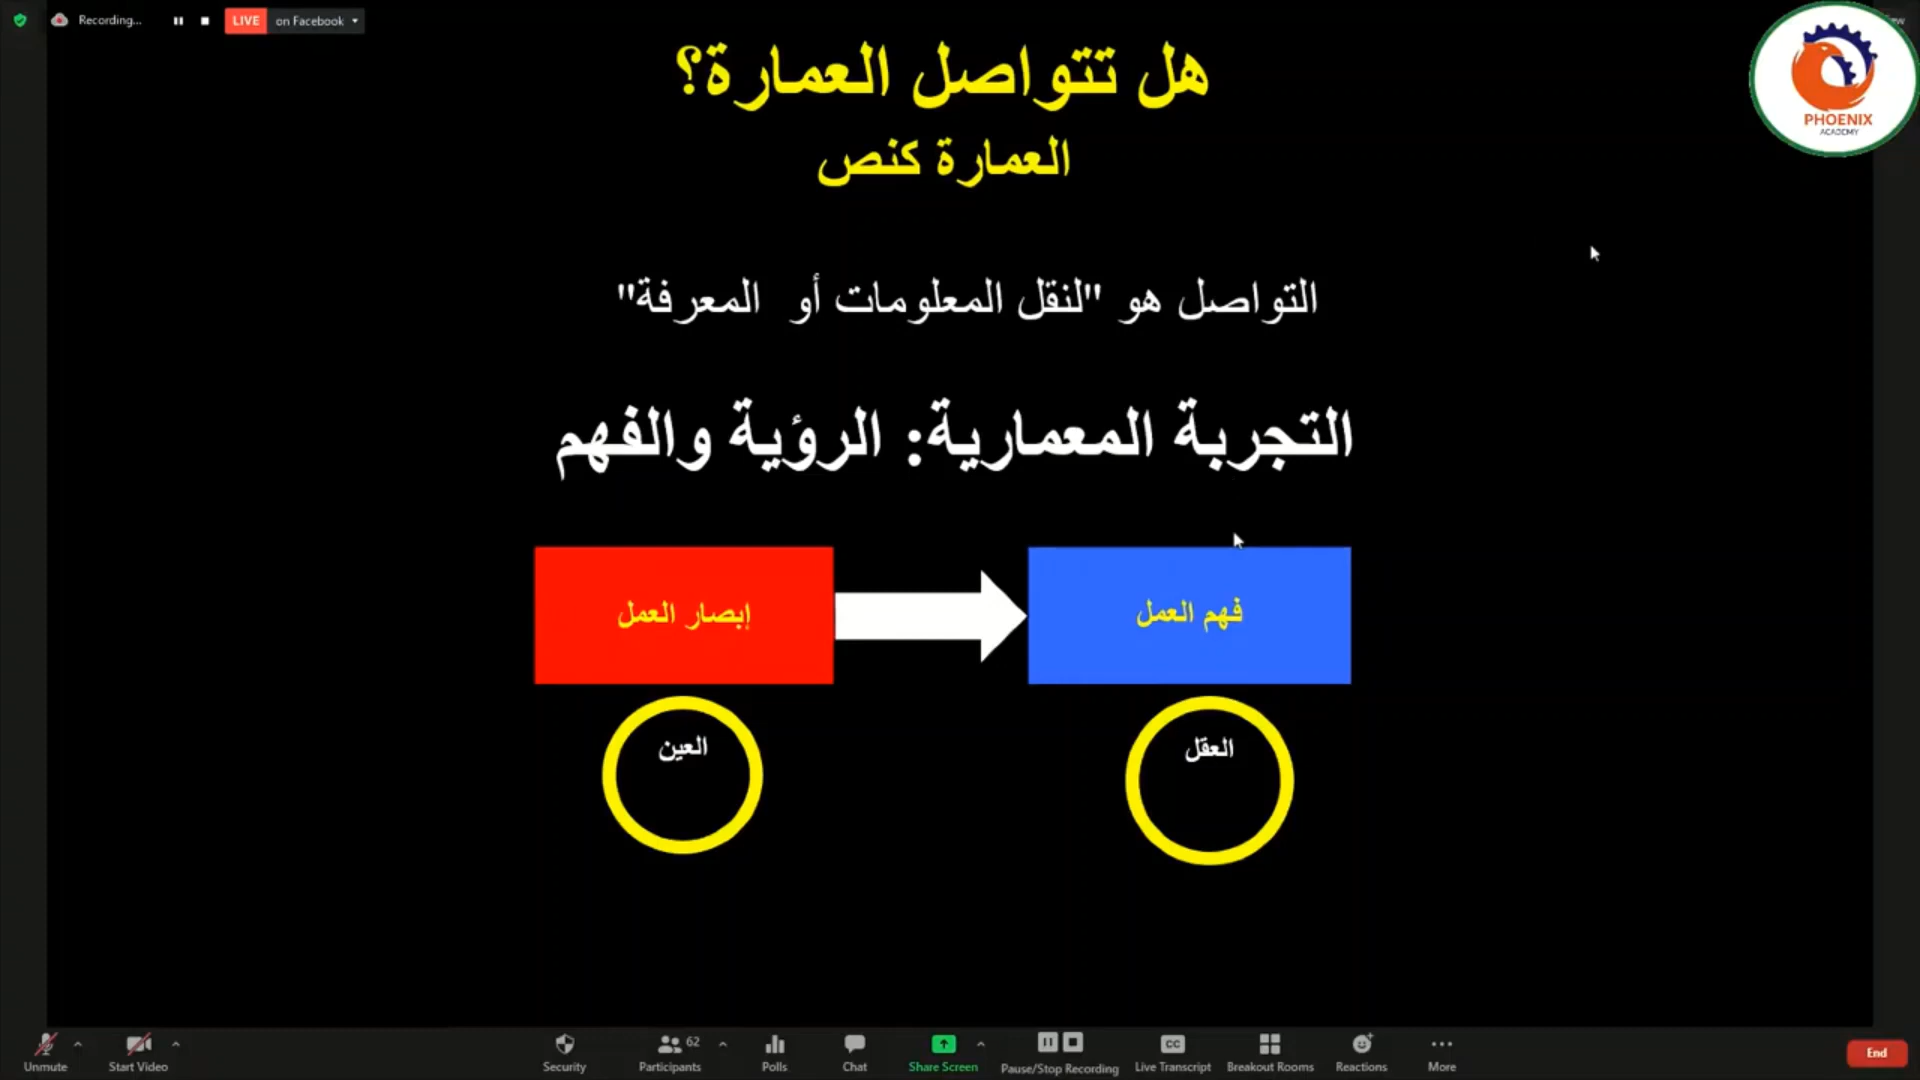 Recording...
LIVE on Facebook
هل تتواصل العمارة؟
العمارة كنص
PHOENIX
ACADEMY
التواصل هو "لنقل المعلومات أو المعرفة"
التجربة المعمارية: الرؤية والفهم
إبصار العمل
فهم العمل
العين
العقل
Unmute
Start Video
Security
62
Participants
Polls
Chat
Share Screen
Pause/Stop Recording
CC
Live Transcript
Breakout Rooms
Reactions
More
End